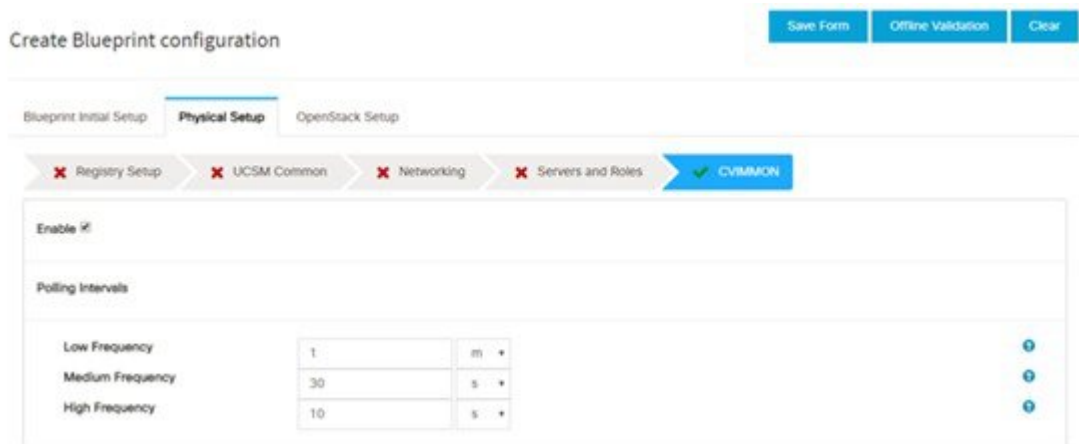 Create Blueprint configuration
Save Form
Offline Validation
Clear
Blueprint Initial Setup
Physical Setup
OpenStack Setup
Registry Setup
UCSM Common
Networking
Servers and Roles
CVIMMON
Enable
Polling Intervals
Low Frequency
1
m
Medium Frequency
30
s
High Frequency
10
s